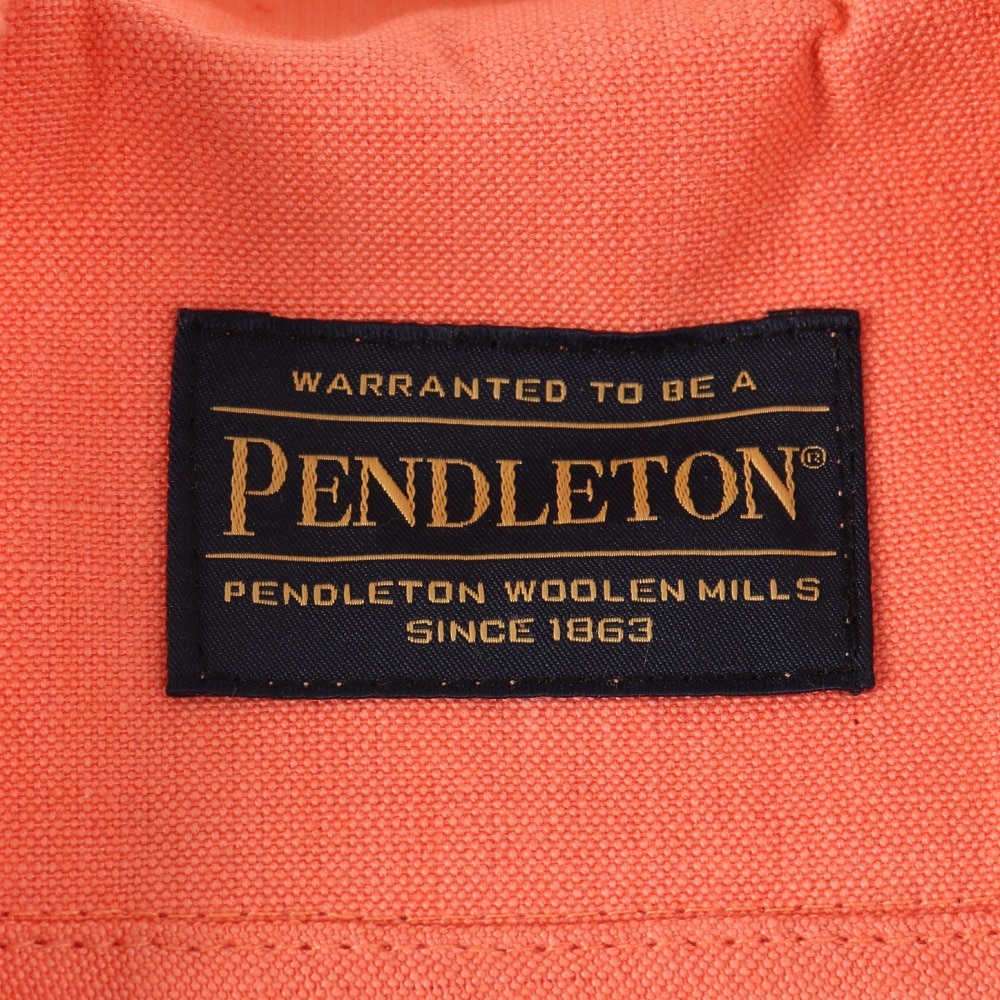 WARRANTED TO BE A
PENDLETON®
PENDLETON WOOLEN MILLS
SINCE 1863